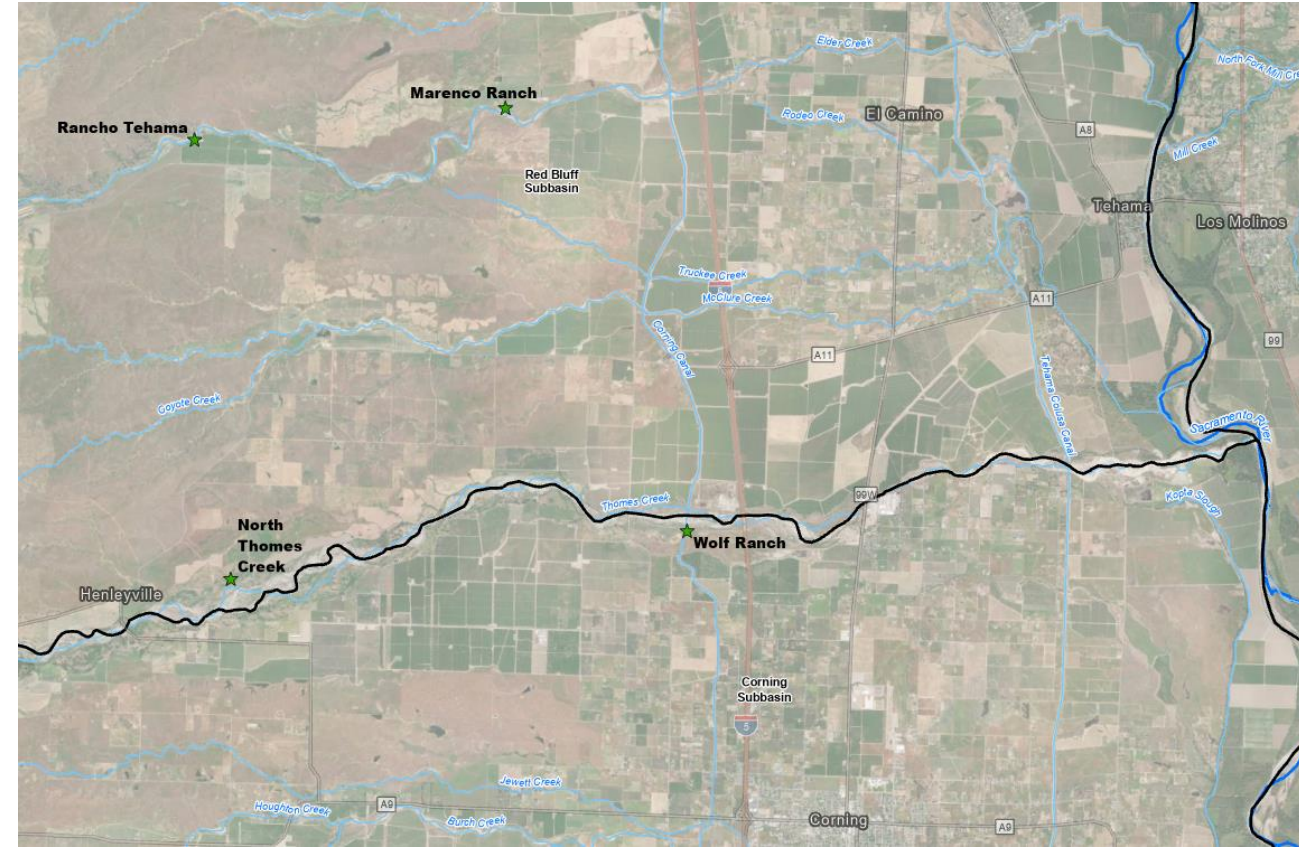 Elder Creek
North Fork Mill Cre
Marenco Ranch
Rancho Tehama
Rodeo Creek
El Camino
A8
Mill Creek
Red Bluff
Subbasin
Tehama
Los Molinos
Truckee Creek
McClure Creek
A11
Corning Canal
A11
99
Tehama Colusa Canal
Coyote Creek
Sacramento River
99W
Thomes Creek
Kopta Slough
North
Thomes
Creek
Wolf Ranch
Henleyville
Corning
Subbasin
5
Jewett Creek
Houghton Creek
A9
Burch Creek
Corning
A9